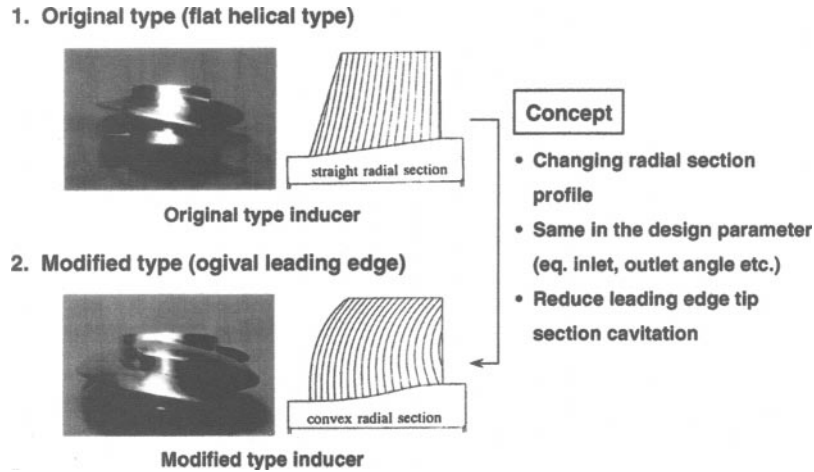 1. Original type (flat helical type)
straight radial section
Original type inducer
Concept
• Changing radial section
profile
• Same in the design parameter
(eq. inlet, outlet angle etc.)
• Reduce leading edge tip
section cavitation
2. Modified type (ogival leading edge)
convex radial section
Modified type inducer